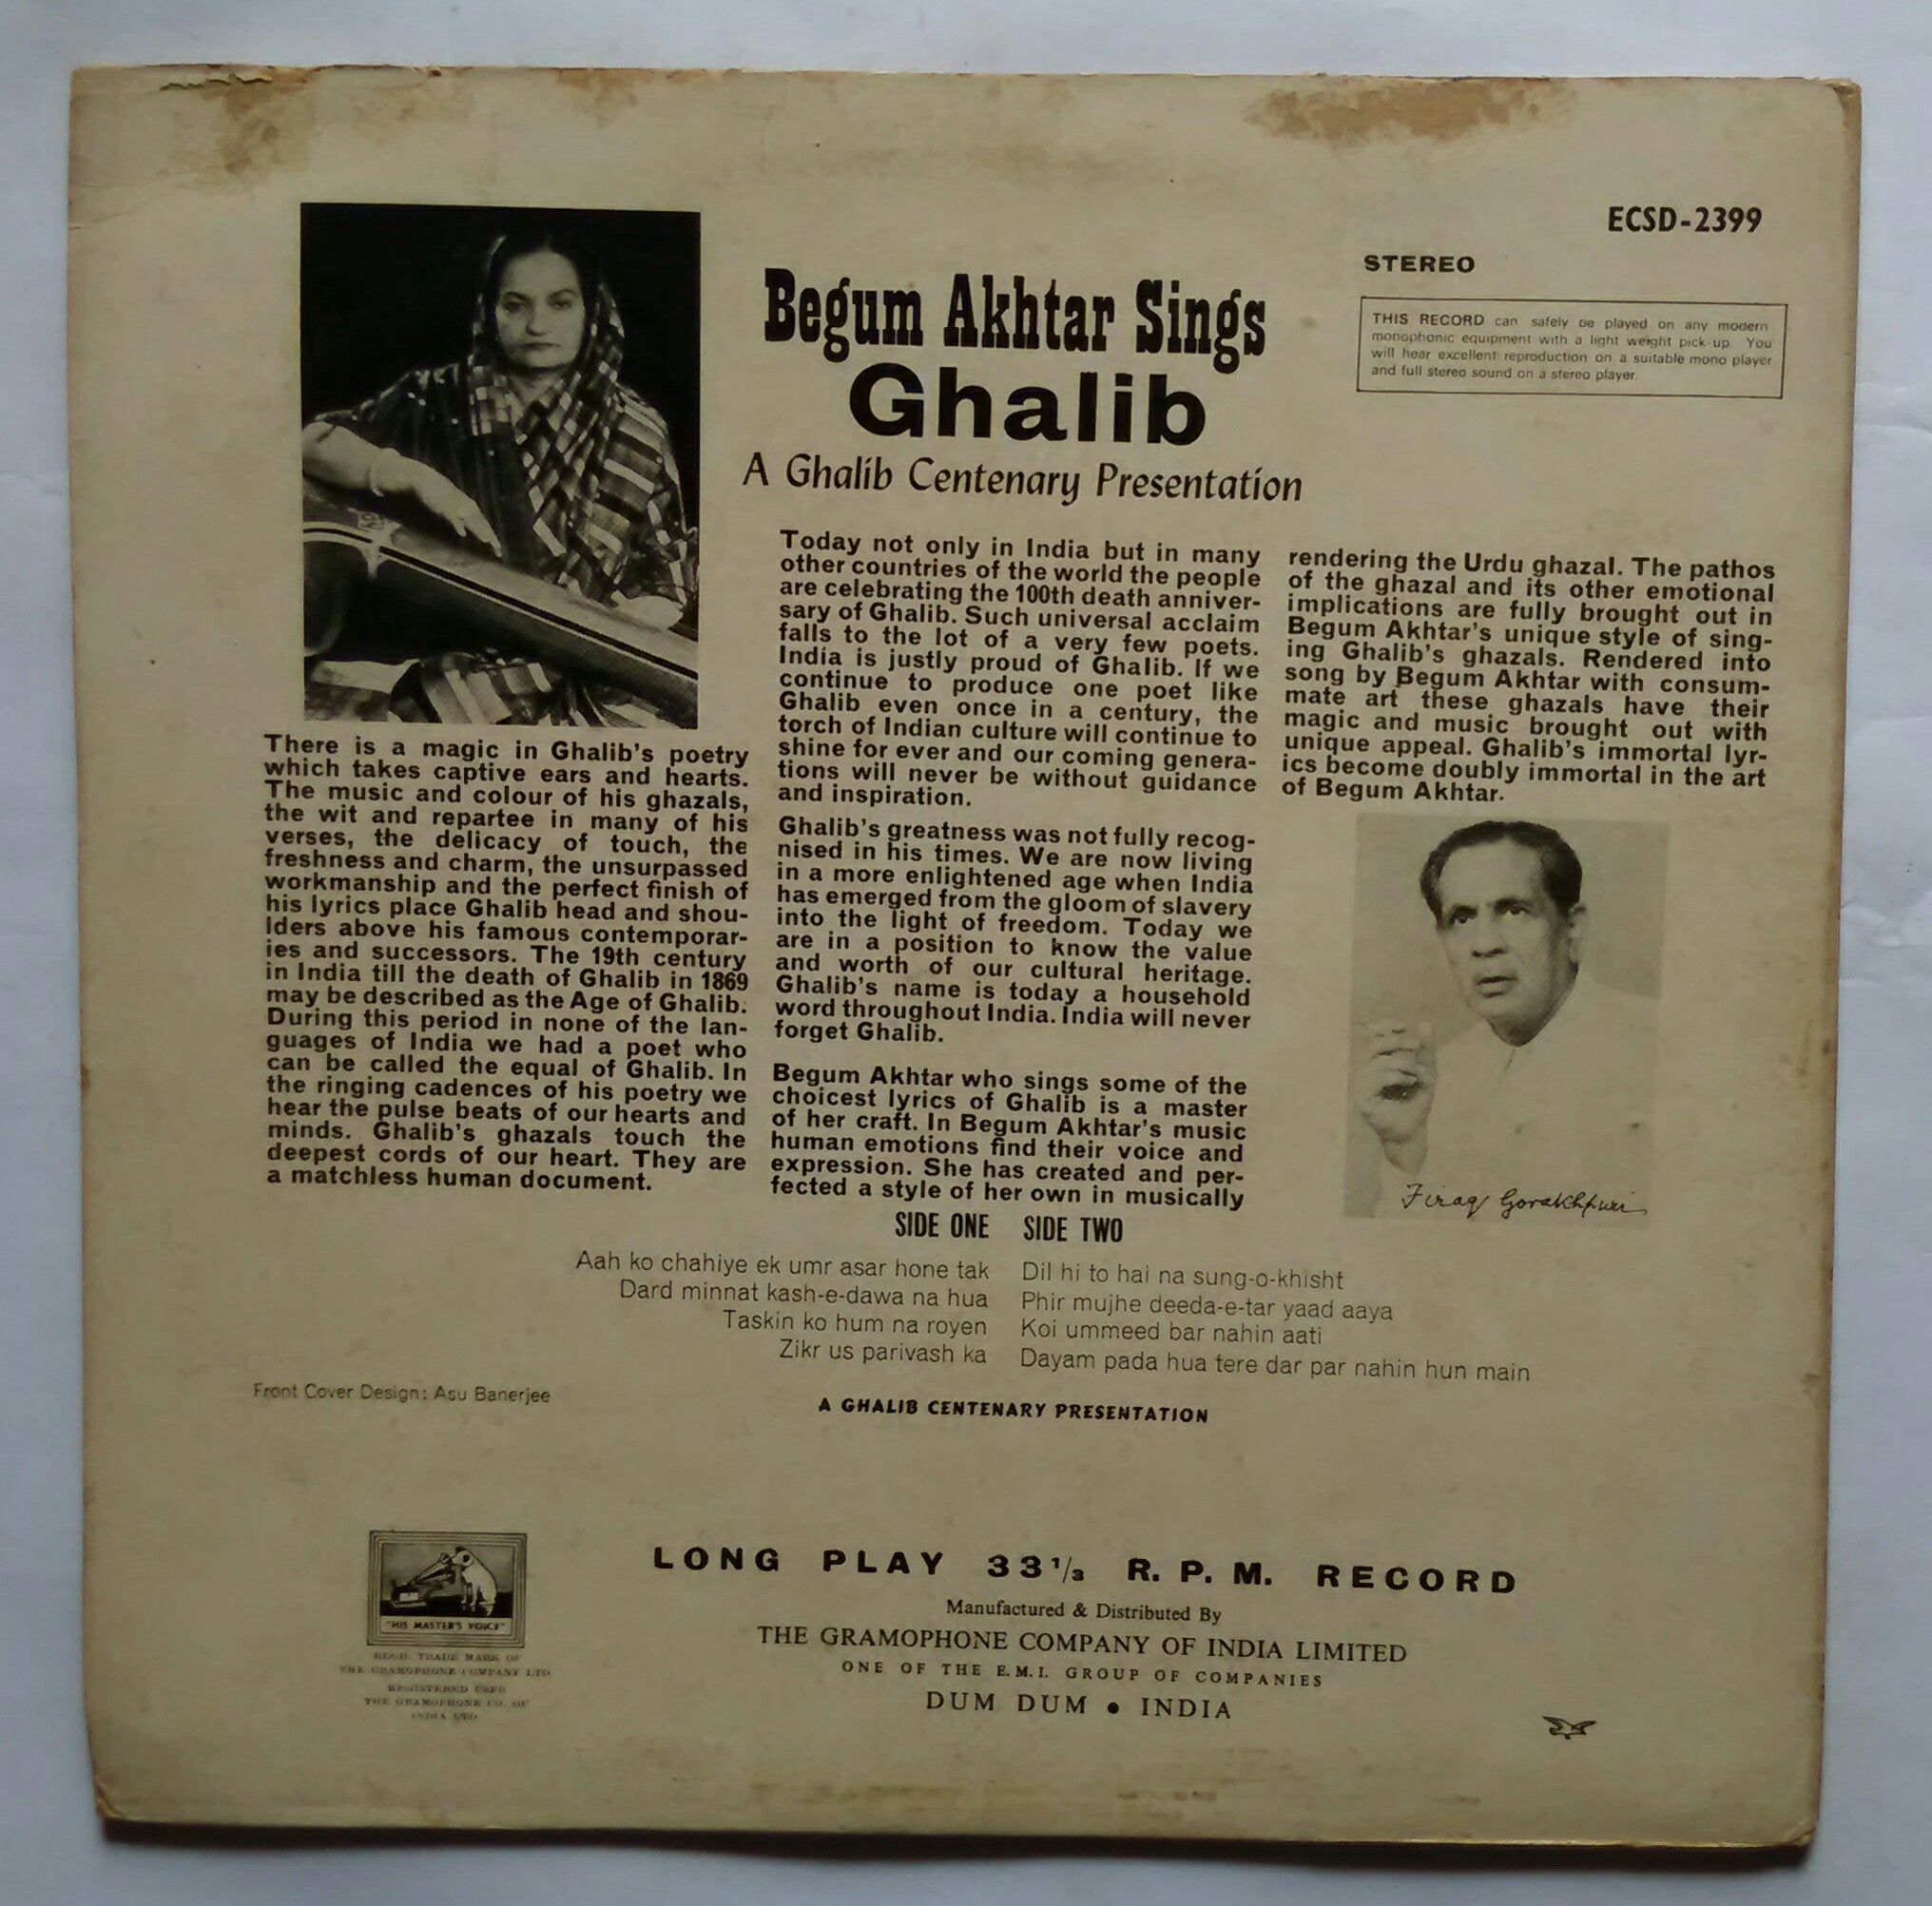 ECSD-2399
STEREO
THIS RECORD can safely be played on any modern
monophonic equipment with a light weight pick-up. You
will hear excellent reproduction on a suitable mono player
and full stereo sound on a stereo player.
Begum Akhtar Sings
Ghalib
A Ghalib Centenary Presentation
There is a magic in Ghalib's poetry
which takes captive ears and hearts.
The music and colour of his ghazals,
the wit and repartee in many of his
verses, the delicacy of touch, the
freshness and charm, the unsurpassed
workmanship and the perfect finish of
his lyrics place Ghalib head and shou-
lders above his famous contemporar-
ies and successors. The 19th century
in India till the death of Ghalib in 1869
may be described as the Age of Ghalib.
During this period in none of the lan-
guages of India we had a poet who
can be called the equal of Ghalib. In
the ringing cadences of his poetry we
hear the pulse beats of our hearts and
minds. Ghalib's ghazals touch the
deepest cords of our heart. They are
a matchless human document.
Today not only in India but in many
other countries of the world the people
are celebrating the 100th death anniver-
sary of Ghalib. Such universal acclaim
falls to the lot of a very few poets.
India is justly proud of Ghalib. If we
continue to produce one poet like
Ghalib even once in a century, the
torch of Indian culture will continue to
shine for ever and our coming genera-
tions will never be without guidance
and inspiration.
Ghalib's greatness was not fully recog-
nised in his times. We are now living
in a more enlightened age when India
has emerged from the gloom of slavery
into the light of freedom. Today we
are in a position to know the value
and worth of our cultural heritage.
Ghalib's name is today a household
word throughout India. India will never
forget Ghalib.
Begum Akhtar who sings some of the
choicest lyrics of Ghalib is a master
of her craft. In Begum Akhtar's music
human emotions find their voice and
expression. She has created and per-
fected a style of her own in musically
rendering the Urdu ghazal. The pathos
of the ghazal and its other emotional
implications are fully brought out in
Begum Akhtar's unique style of sing-
ing Ghalib's ghazals. Rendered into
song by Begum Akhtar with consum-
mate art these ghazals have their
magic and music brought out with
unique appeal. Ghalib's immortal lyr-
ics become doubly immortal in the art
of Begum Akhtar.
Firaq Gorakhpuri
SIDE ONE
Aah ko chahiye ek umr asar hone tak
Dard minnat kash-e-dawa na hua
Taskin ko hum na royen
Zikr us parivash ka
SIDE TWO
Dil hi to hai na sung-o-khisht
Phir mujhe deeda-e-tar yaad aaya
Koi ummeed bar nahin aati
Dayam pada hua tere dar par nahin hun main
Front Cover Design: Asu Banerjee
A GHALIB CENTENARY PRESENTATION
"HIS MASTER'S VOICE"
REGD. TRADE MARK OF
THE GRAMOPHONE COMPANY LTD.
REGISTERED USER
THE GRAMOPHONE CO. OF
INDIA LTD.
LONG PLAY 33 1/3 R. P. M. RECORD
Manufactured & Distributed By
THE GRAMOPHONE COMPANY OF INDIA LIMITED
ONE OF THE E.M.I. GROUP OF COMPANIES
DUM DUM • INDIA